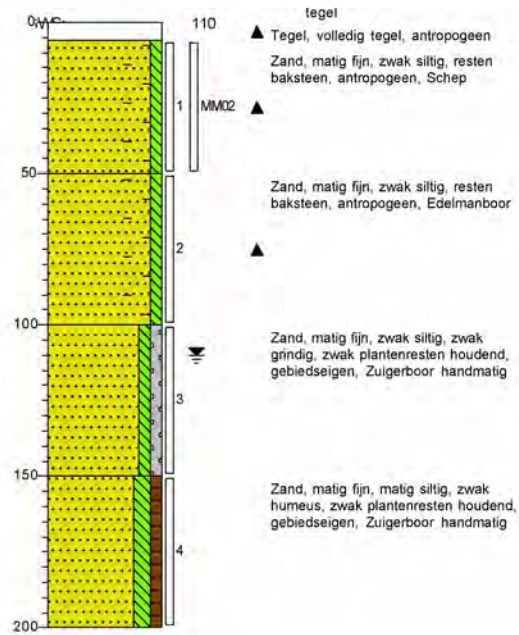 tegel
0
110
Tegel, volledig tegel, antropogeen
Zand, matig fijn, zwak siltig, resten
baksteen, antropogeen, Schep
1
MM02
50
Zand, matig fijn, zwak siltig, resten
baksteen, antropogeen, Edelmanboor
2
100
Zand, matig fijn, zwak siltig, zwak
grindig, zwak plantenresten houdend,
gebiedseigen, Zuigerboor handmatig
3
150
Zand, matig fijn, matig siltig, zwak
humeus, zwak plantenresten houdend,
gebiedseigen, Zuigerboor handmatig
4
200